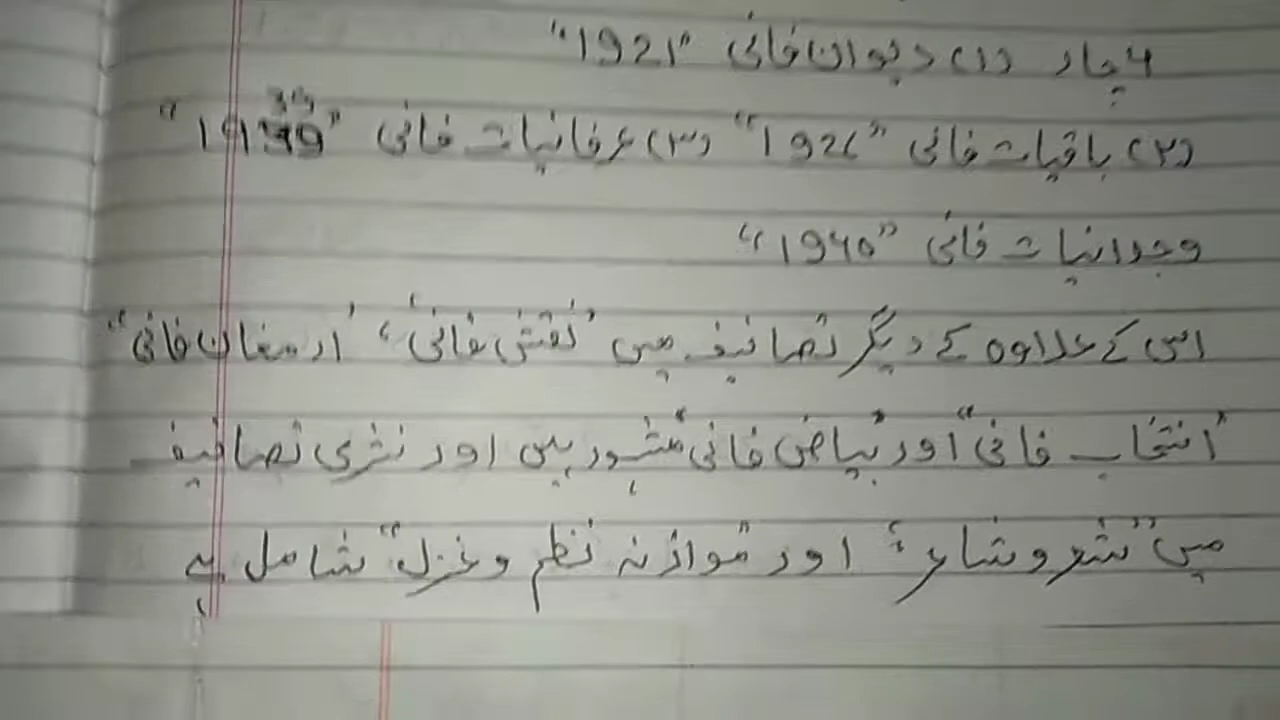 ۴ چار (۱) دیوان فانی "1921"
(۲) باقیات فانی "1926" (۳) عرفانیات فانی "1939"
وجدانیات فانی "1940"
اس کے علاوہ کے دیگر تصانیف میں "نقش فانی"، "ارمغان فانی"
"انتخاب فانی" اور "بیاض فانی" مشہور ہیں اور نثری تصانیف
میں "شعر و شاعر" اور "موازنہ نظم و غزل" شامل ہے